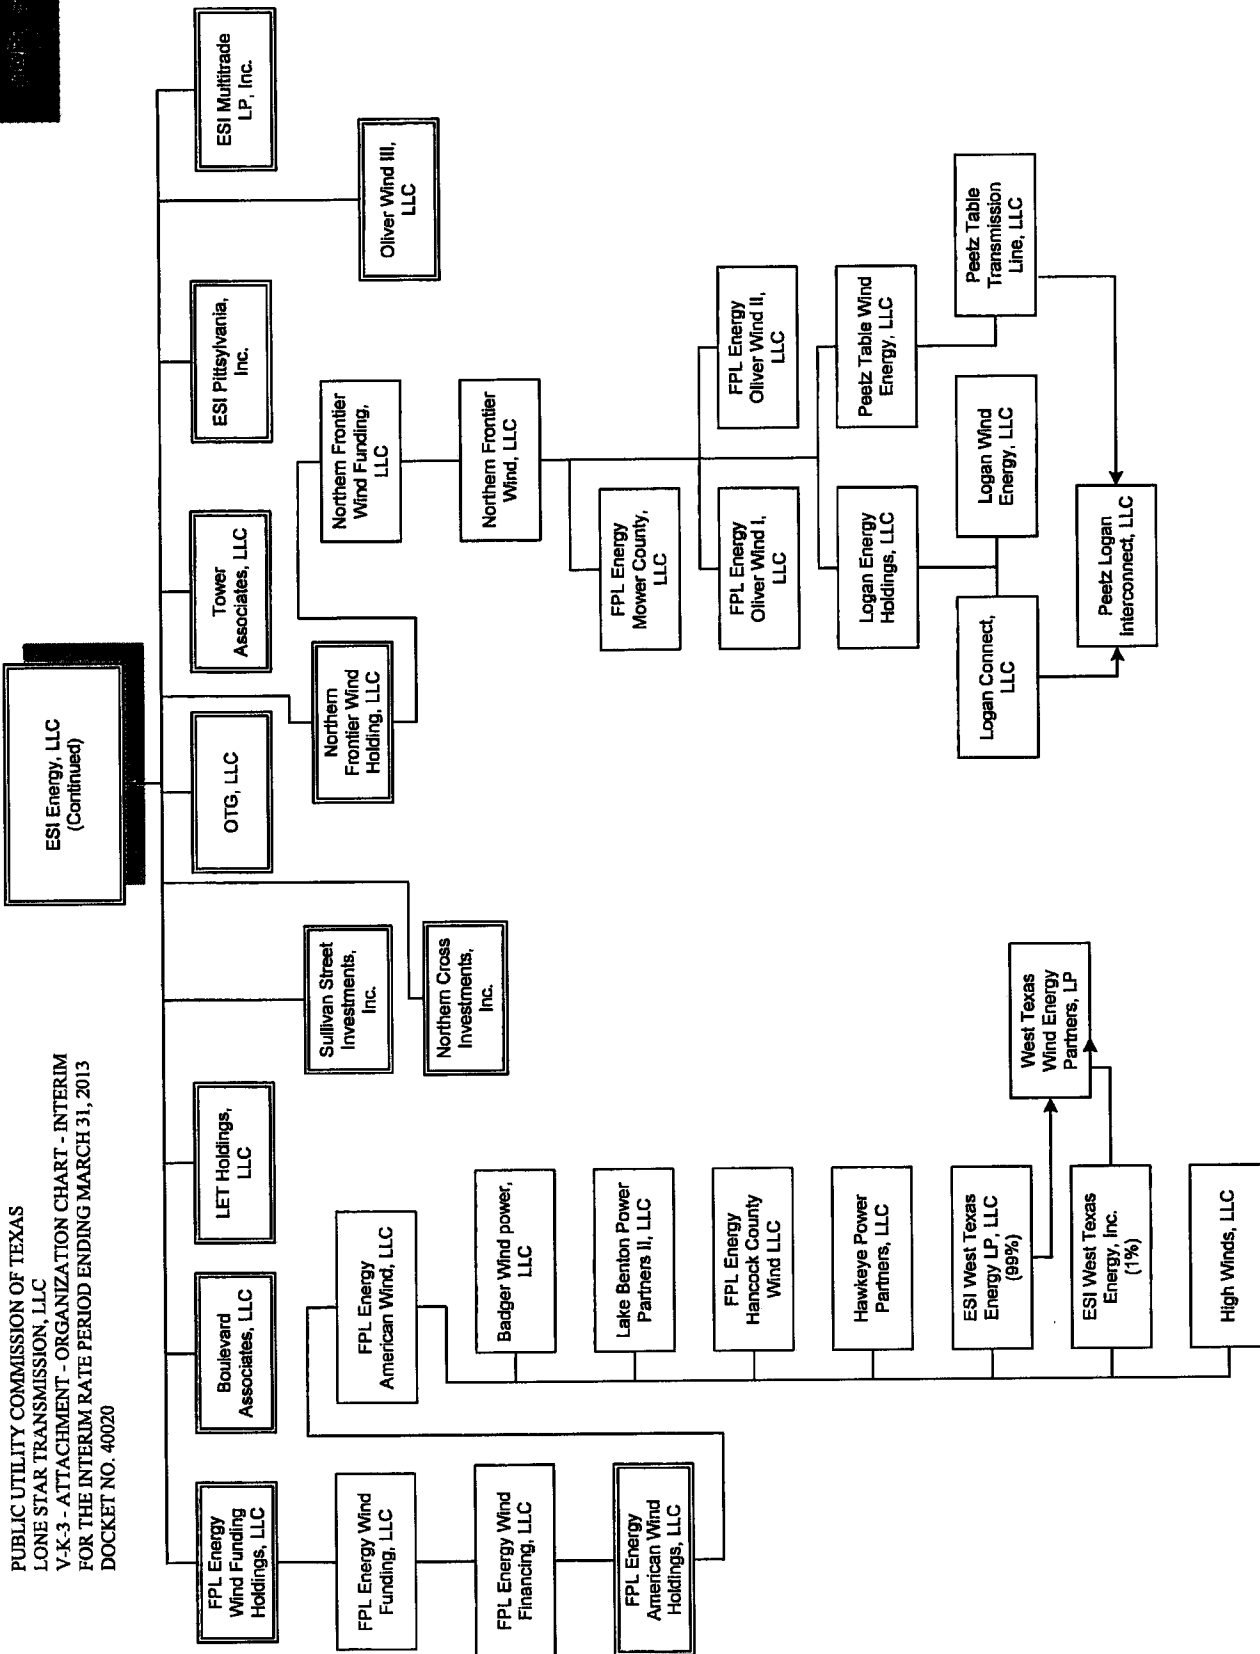 PUBLIC UTILITY COMMISSION OF TEXAS
LONE STAR TRANSMISSION, LLC
V-K-3 - ATTACHMENT - ORGANIZATION CHART - INTERIM
FOR THE INTERIM RATE PERIOD ENDING MARCH 31, 2013
DOCKET NO. 40020
ESI Energy, LLC
(Continued)
FPL Energy
Wind Funding
Holdings, LLC
Boulevard
Associates, LLC
LET Holdings,
LLC
OTG, LLC
Tower
Associates, LLC
ESI Pittsylvania,
Inc.
ESI Multitrade
LP, Inc.
Sullivan Street
Investments,
Inc.
Northern Cross
Investments,
Inc.
Northern
Frontier Wind
Holding, LLC
Oliver Wind III,
LLC
FPL Energy Wind
Funding, LLC
FPL Energy Wind
Financing, LLC
FPL Energy
American Wind
Holdings, LLC
FPL Energy
American Wind, LLC
Badger Wind power,
LLC
Lake Benton Power
Partners II, LLC
FPL Energy
Hancock County
Wind LLC
Hawkeye Power
Partners, LLC
ESI West Texas
Energy LP, LLC
(99%)
ESI West Texas
Energy, Inc.
(1%)
High Winds, LLC
West Texas
Wind Energy
Partners, LP
Northern Frontier
Wind Funding,
LLC
Northern Frontier
Wind, LLC
FPL Energy
Mower County,
LLC
FPL Energy
Oliver Wind I,
LLC
FPL Energy
Oliver Wind II,
LLC
Logan Energy
Holdings, LLC
Peetz Table Wind
Energy, LLC
Logan Connect,
LLC
Logan Wind
Energy, LLC
Peetz Table
Transmission
Line, LLC
Peetz Logan
Interconnect, LLC